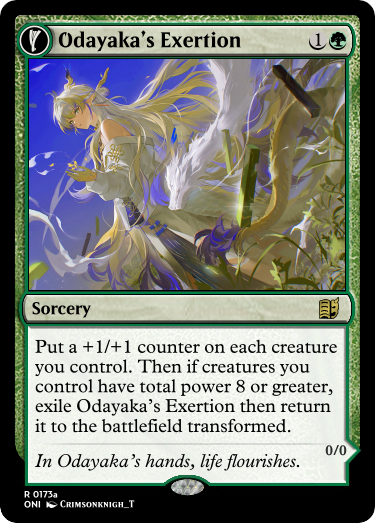 Odayaka's Exertion 1
Sorcery
Put a +1/+1 counter on each creature
you control. Then if creatures you
control have total power 8 or greater,
exile Odayaka's Exertion then return
it to the battlefield transformed.
0/0
In Odayaka's hands, life flourishes.
R 0173a
ONI CRIMSONKNIGH_T